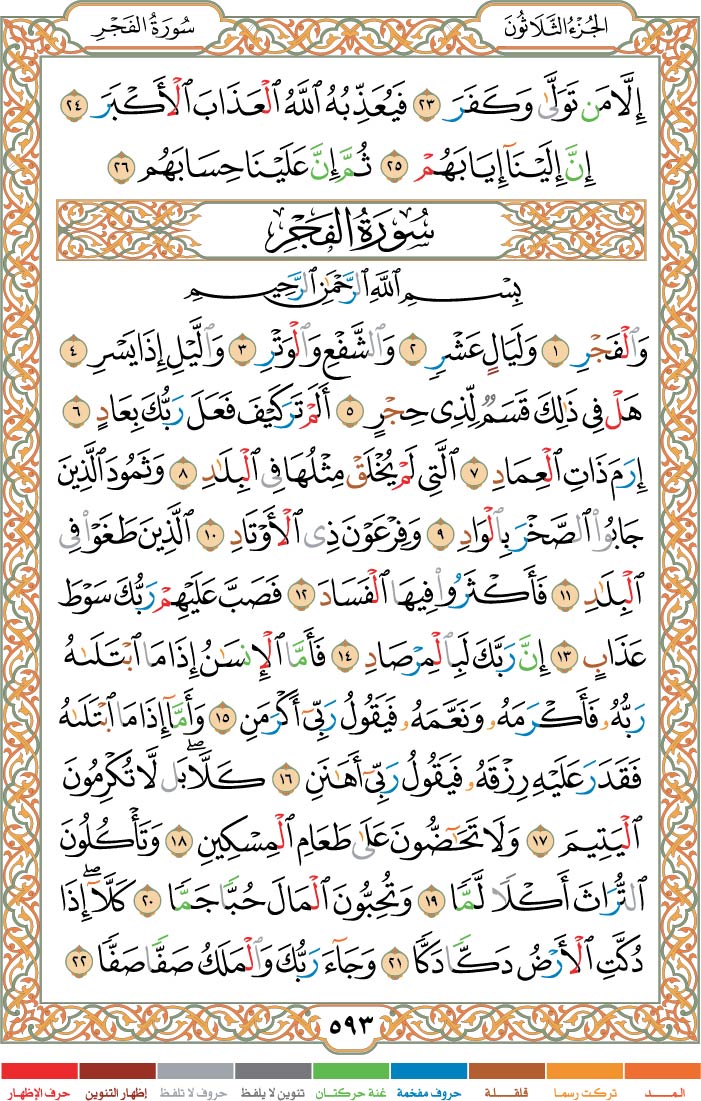 الجُزْءُ الثَّلَاثُونَ سُورَةُ الفَجْرِ
إِلَّا مَن تَوَلَّىٰ وَكَفَرَ ٢٣ فَيُعَذِّبُهُ ٱللَّهُ ٱلْعَذَابَ ٱلْأَكْبَرَ ٢٤
إِنَّ إِلَيْنَآ إِيَابَهُمْ ٢٥ ثُمَّ إِنَّ عَلَيْنَا حِسَابَهُم ٢٦
سُورَةُ الفَجْرِ
بِسْمِ ٱللَّهِ ٱلرَّحْمَٰنِ ٱلرَّحِيمِ
وَٱلْفَجْرِ ١ وَلَيَالٍ عَشْرٍ ٢ وَٱلشَّفْعِ وَٱلْوَتْرِ ٣ وَٱلَّيْلِ إِذَا يَسْرِ ٤
هَلْ فِى ذَٰلِكَ قَسَمٌ لِّذِى حِجْرٍ ٥ أَلَمْ تَرَ كَيْفَ فَعَلَ رَبُّكَ بِعَادٍ ٦
إِرَمَ ذَاتِ ٱلْعِمَادِ ٧ ٱلَّتِى لَمْ يُخْلَقْ مِثْلُهَا فِى ٱلْبِلَٰدِ ٨ وَثَمُودَ ٱلَّذِينَ
جَابُوا۟ ٱلصَّخْرَ بِٱلْوَادِ ٩ وَفِرْعَوْنَ ذِى ٱلْأَوْتَادِ ١٠ ٱلَّذِينَ طَغَوْا۟ فِى
ٱلْبِلَٰدِ ١١ فَأَكْثَرُوا۟ فِيهَا ٱلْفَسَادَ ١٢ فَصَبَّ عَلَيْهِمْ رَبُّكَ سَوْطَ
عَذَابٍ ١٣ إِنَّ رَبَّكَ لَبِٱلْمِرْصَادِ ١٤ فَأَمَّا ٱلْإِنسَٰنُ إِذَا مَا ٱبْتَلَىٰهُ
رَبُّهُۥ فَأَكْرَمَهُۥ وَنَعَّمَهُۥ فَيَقُولُ رَبِّىٓ أَكْرَمَنِ ١٥ وَأَمَّآ إِذَا مَا ٱبْتَلَىٰهُ
فَقَدَرَ عَلَيْهِ رِزْقَهُۥ فَيَقُولُ رَبِّىٓ أَهَٰنَنِ ١٦ كَلَّا ۖ بَل لَّا تُكْرِمُونَ
ٱلْيَتِيمَ ١٧ وَلَا تَحَٰٓضُّونَ عَلَىٰ طَعَامِ ٱلْمِسْكِينِ ١٨ وَتَأْكُلُونَ
ٱلتُّرَاثَ أَكْلًا لَّمًّا ١٩ وَتُحِبُّونَ ٱلْمَالَ حُبًّا جَمًّا ٢٠ كَلَّآ ۖ إِذَا
دُكَّتِ ٱلْأَرْضُ دَكًّا دَكًّا ٢١ وَجَآءَ رَبُّكَ وَٱلْمَلَكُ صَفًّا صَفًّا ٢٢
٥٩٣
المـــد تركت رسما قلقـلـة حروف مفخمة غنة حركتـان تنوين لا يلفظ حروف لا تلفظ إظهار التنوين حرف الإظهار